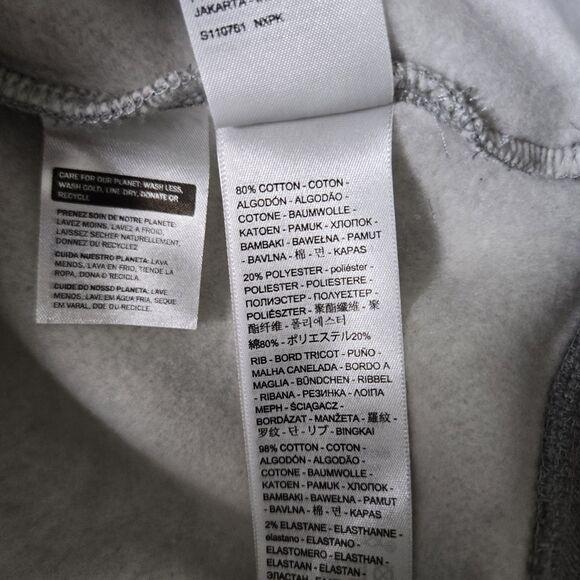 JAKARTA -
S110761 NXPK
CARE FOR OUR PLANET: WASH LESS,
WASH COLD, LINE DRY, DONATE OR
RECYCLE
PRENEZ SOIN DE NOTRE PLANÈTE:
LAVEZ MOINS, LAVEZ A FROID,
LAISSEZ SECHER NATURELLEMENT,
DONNEZ OU RECYCLEZ
CUIDA NUESTRO PLANETA: LAVA
MENOS, LAVA EN FRIO, TIENDE LA
ROPA, DONA O RECICLA
CUIDE DO NOSSO PLANETA: LAVE
MENOS, LAVE EM ÁGUA FRIA, SEQUE
EM VARAL, DOE OU RECICLE.
80% COTTON - COTON -
ALGODÓN - ALGODÃO -
COTONE - BAUMWOLLE -
KATOEN - PAMUK - ХЛОПОК -
BAMBAKI - BAWEŁNA - PAMUT
- BAVLNA - 棉 - 면 - KAPAS
20% POLYESTER - poliéster -
POLIESTER - POLIESTERE -
ПОЛИЭСТЕР - ΠΟΛΥΕΣΤΕΡ -
POLIÉSZTER - 聚酯纖維 - 聚
酯纤维 - 폴리에스터
綿80% - ポリエステル20%
RIB - BORD TRICOT - PUÑO -
MALHA CANELADA - BORDO A
MAGLIA - BÜNDCHEN - RIBBEL
- RIBANA - РЕЗИНКА - ΛΟΙΠΑ
ΜΕΡΗ - ŚCIĄGACZ -
BORDÁZAT - MANŽETA - 羅紋 -
罗纹 - 단 - リブ - BINGKAI
98% COTTON - COTON -
ALGODÓN - ALGODÃO -
COTONE - BAUMWOLLE -
KATOEN - PAMUK - ХЛОПОК -
BAMBAKI - BAWEŁNA - PAMUT
- BAVLNA - 棉 - 면 - KAPAS
2% ELASTANE - ELASTHANNE -
elastano - ELASTANO -
ELASTOMERO - ELASTHAN -
ELASTAAN - ELASTAN -
ЭЛАСТАН -